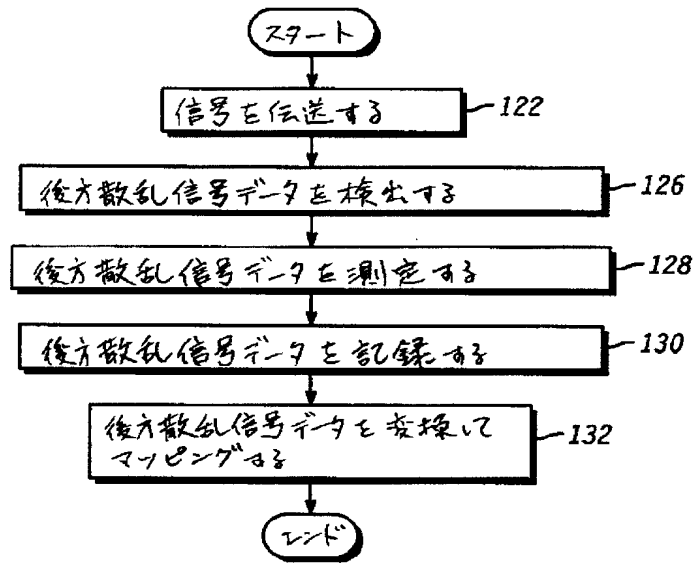 スタート
信号を伝送する
122
後方散乱信号データを検出する
126
後方散乱信号データを測定する
128
後方散乱信号データを記録する
130
後方散乱信号データを変換して
マッピングする
132
エンド